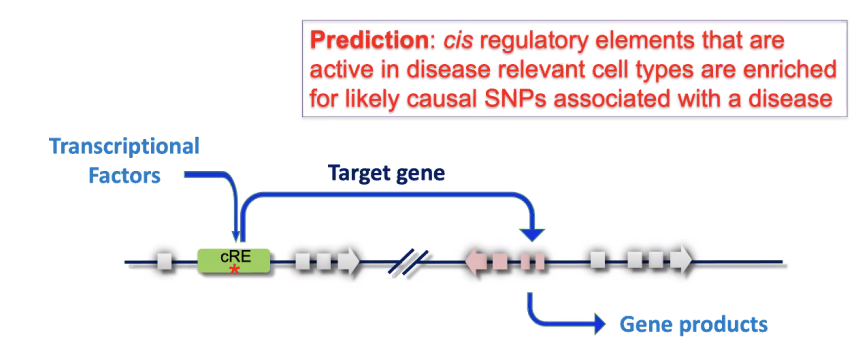 Prediction: cis regulatory elements that are
active in disease relevant cell types are enriched
for likely causal SNPs associated with a disease
Transcriptional
Factors
Target gene
cRE
*
Gene products